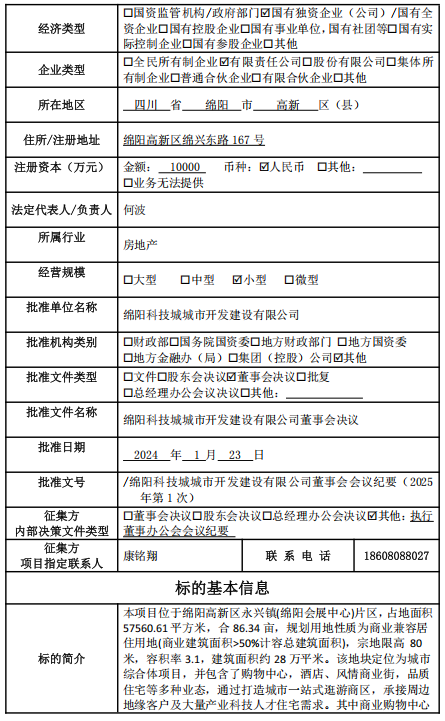 经济类型
☐国资监管机构/政府部门☑国有独资企业（公司）/国有全
资企业☐国有控股企业☐国有事业单位，国有社团等☐国有实
际控制企业☐国有参股企业☐其他
企业类型
☐全民所有制企业☑有限责任公司☐股份有限公司☐集体所
有制企业☐普通合伙企业☐有限合伙企业☐其他
所在地区
四川 省 绵阳 市 高新 区（县）
住所/注册地址
绵阳高新区绵兴东路 167 号
注册资本（万元）
金额： 10000 币种：☑人民币 ☐其他：
☐业务无法提供
法定代表人/负责人
何波
所属行业
房地产
经营规模
☐大型 ☐中型 ☑小型 ☐微型
批准单位名称
绵阳科技城城市开发建设有限公司
批准机构类别
☐财政部☐国务院国资委☐地方财政部门 ☐地方国资委
☐地方金融办（局）☐集团（控股）公司☑其他
批准文件类型
☐文件☐股东会决议☑董事会决议☐批复
☐总经理办公会议决议☐其他：
批准文件名称
绵阳科技城城市开发建设有限公司董事会决议
批准日期
2024 年 1 月 23 日
批准文号
/绵阳科技城城市开发建设有限公司董事会会议纪要（2025
年第 1 次）
征集方
内部决策文件类型
☐董事会决议☐股东会决议☐总经理办公会决议☑其他:执行
董事办公会会议纪要
征集方
项目指定联系人
康铭翔
联 系 电 话
18608088027
标的基本信息
标的简介
本项目位于绵阳高新区永兴镇(绵阳会展中心)片区，占地面积
57560.61 平方米，合 86.34 亩，规划用地性质为商业兼容居
住用地(商业建筑面积>50%计容总建筑面积)，宗地限高 80
米，容积率 3.1，建筑面积约 28 万平米。该地块定位为城市
综合体项目，并包含了购物中心，酒店、风情商业街，品质
住宅等多种业态，通过打造城市一站式逛游商区，承接周边
地缘客户及大量产业科技人才住宅需求。其中商业购物中心